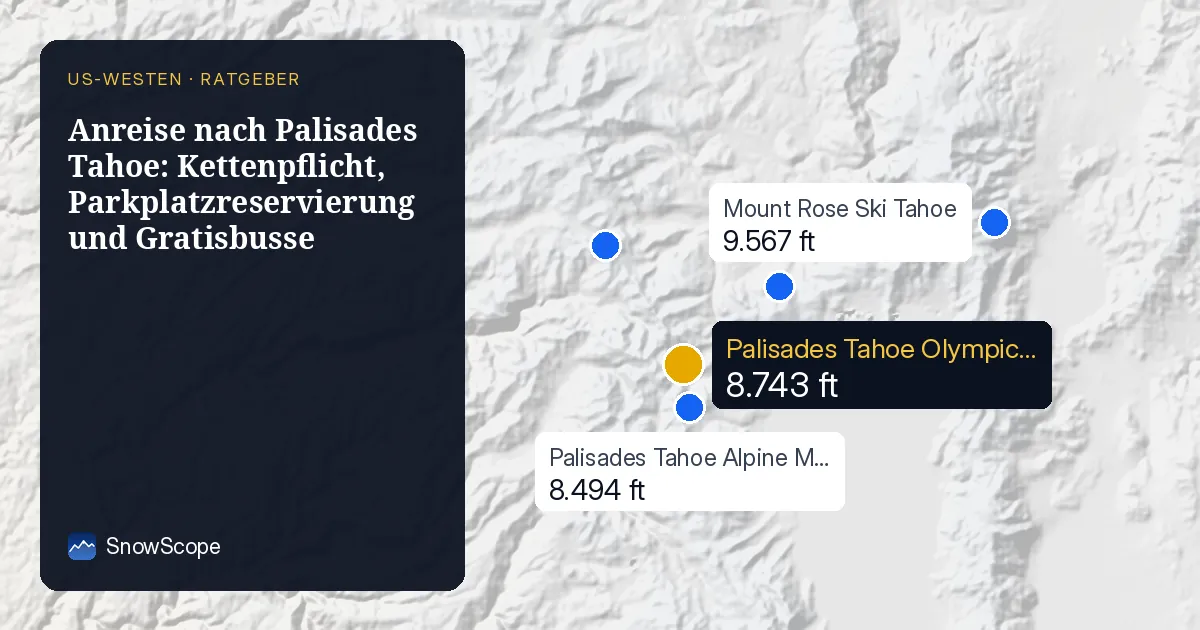 US-WESTEN · RATGEBER
Anreise nach Palisades
Tahoe: Kettenpflicht,
Parkplatzreservierung
und Gratisbusse
SnowScope
Mount Rose Ski Tahoe
9.567 ft
Palisades Tahoe Olympic...
8.743 ft
Palisades Tahoe Alpine M...
8.494 ft